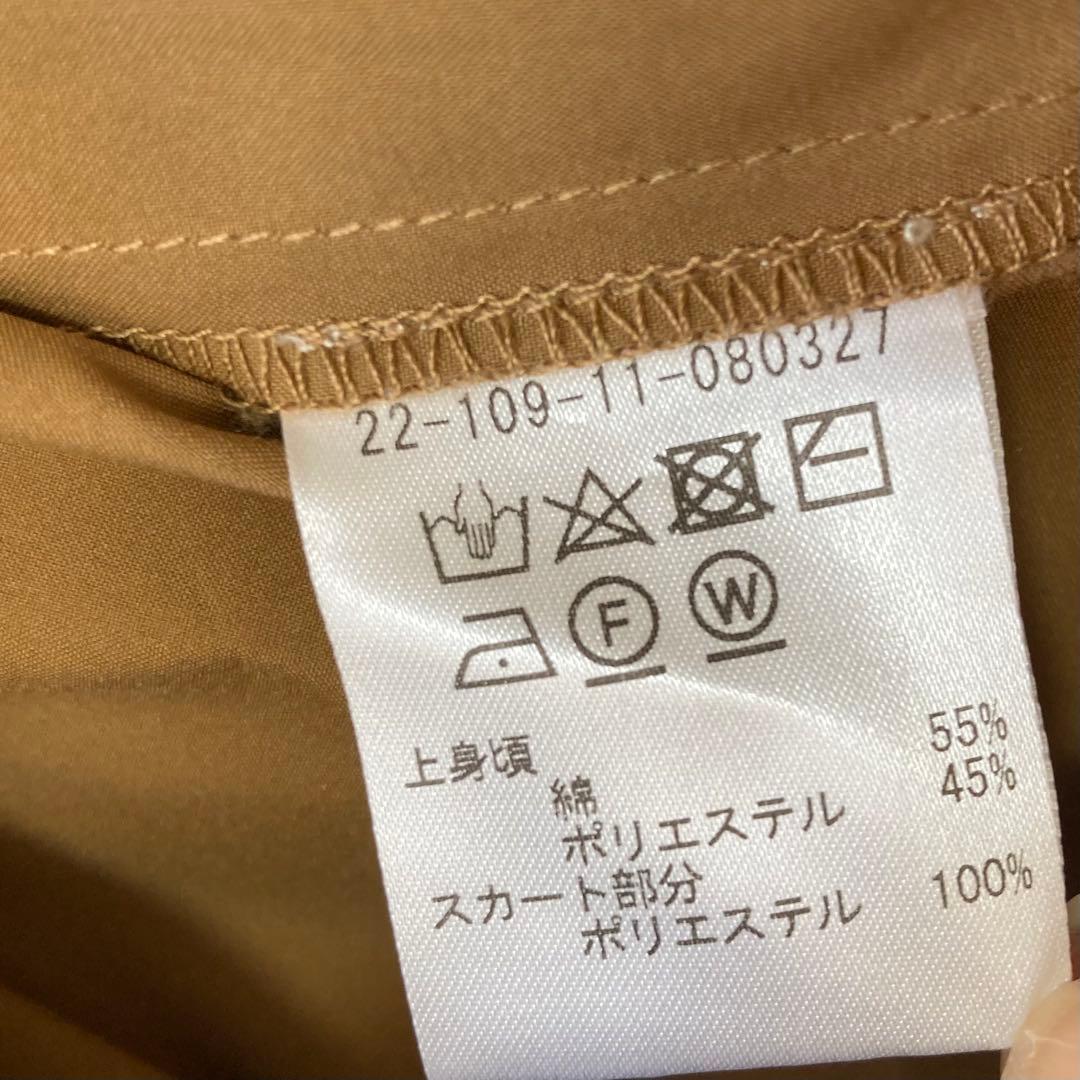 22-109-11-080327
F W
上身頃
綿 55%
ポリエステル 45%
スカート部分
ポリエステル 100%